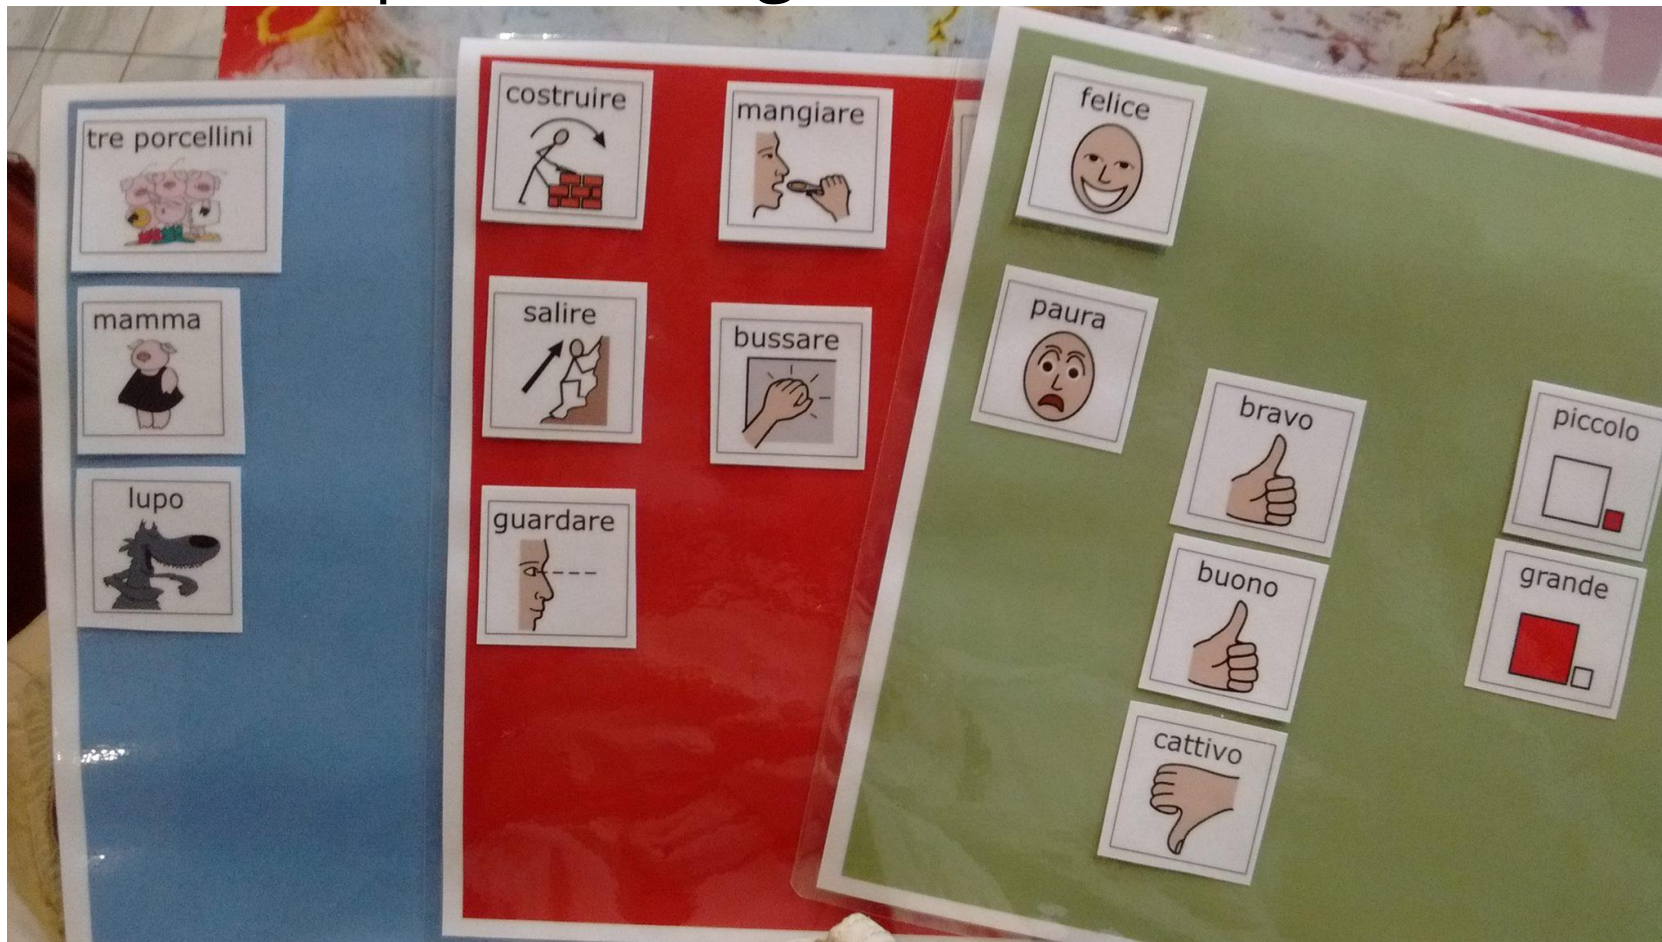 tre porcellini
mamma
lupo
costruire
mangiare
salire
bussare
guardare
felice
paura
bravo
buono
cattivo
piccolo
grande